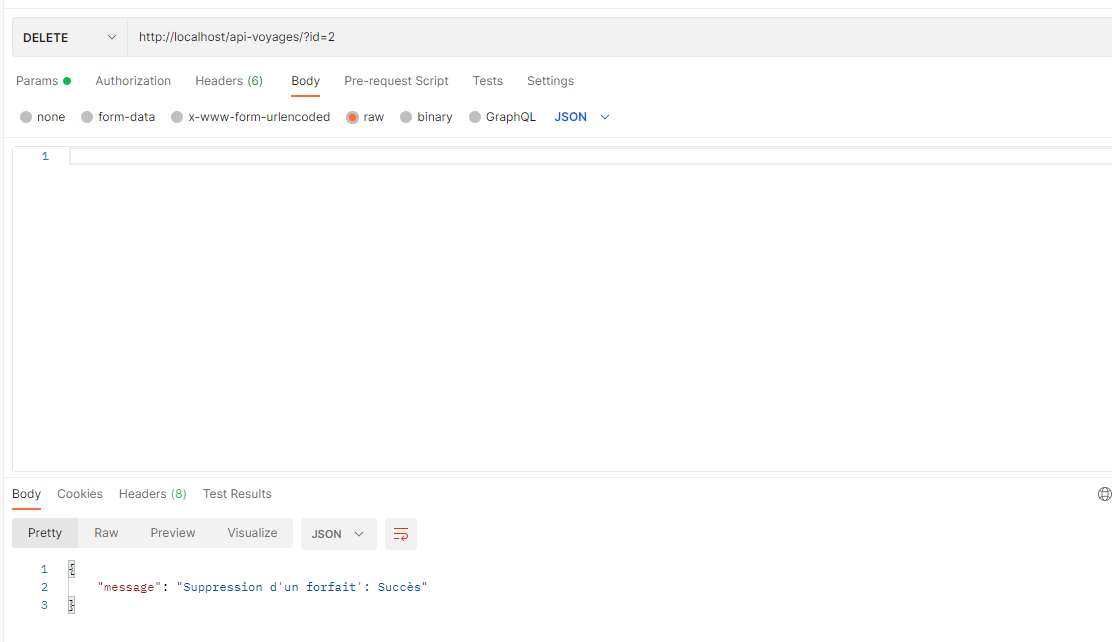 DELETE http://localhost/api-voyages/?id=2
Params Authorization Headers (6) Body Pre-request Script Tests Settings
none form-data x-www-form-urlencoded raw binary GraphQL JSON
1
Body Cookies Headers (8) Test Results
Pretty Raw Preview Visualize JSON
1 {
2 "message": "Suppression d'un forfait': Succès"
3 }